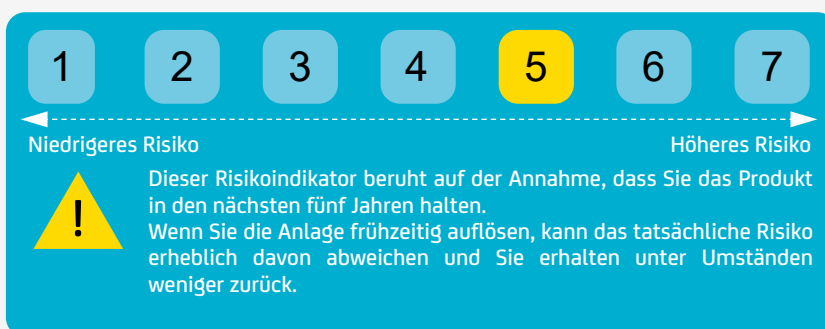 1 2 3 4 5 6 7
Niedrigeres Risiko Höheres Risiko
!
Dieser Risikoindikator beruht auf der Annahme, dass Sie das Produkt
in den nächsten fünf Jahren halten.
Wenn Sie die Anlage frühzeitig auflösen, kann das tatsächliche Risiko
erheblich davon abweichen und Sie erhalten unter Umständen
weniger zurück.